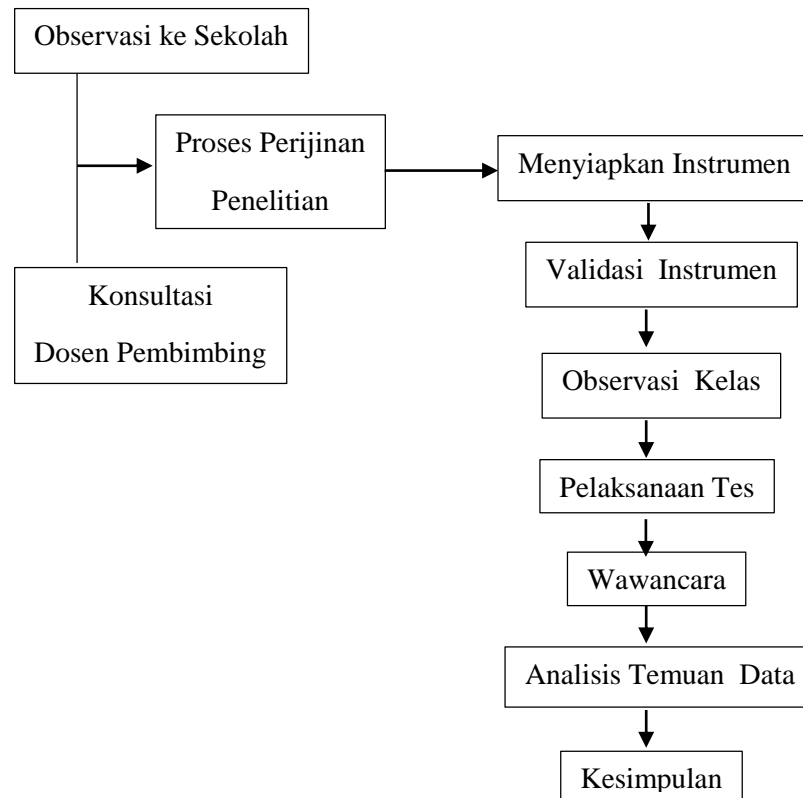 Observasi ke Sekolah
Proses Perijinan
Penelitian
Menyiapkan Instrumen
Konsultasi
Dosen Pembimbing
Validasi Instrumen
Observasi Kelas
Pelaksanaan Tes
Wawancara
Analisis Temuan Data
Kesimpulan